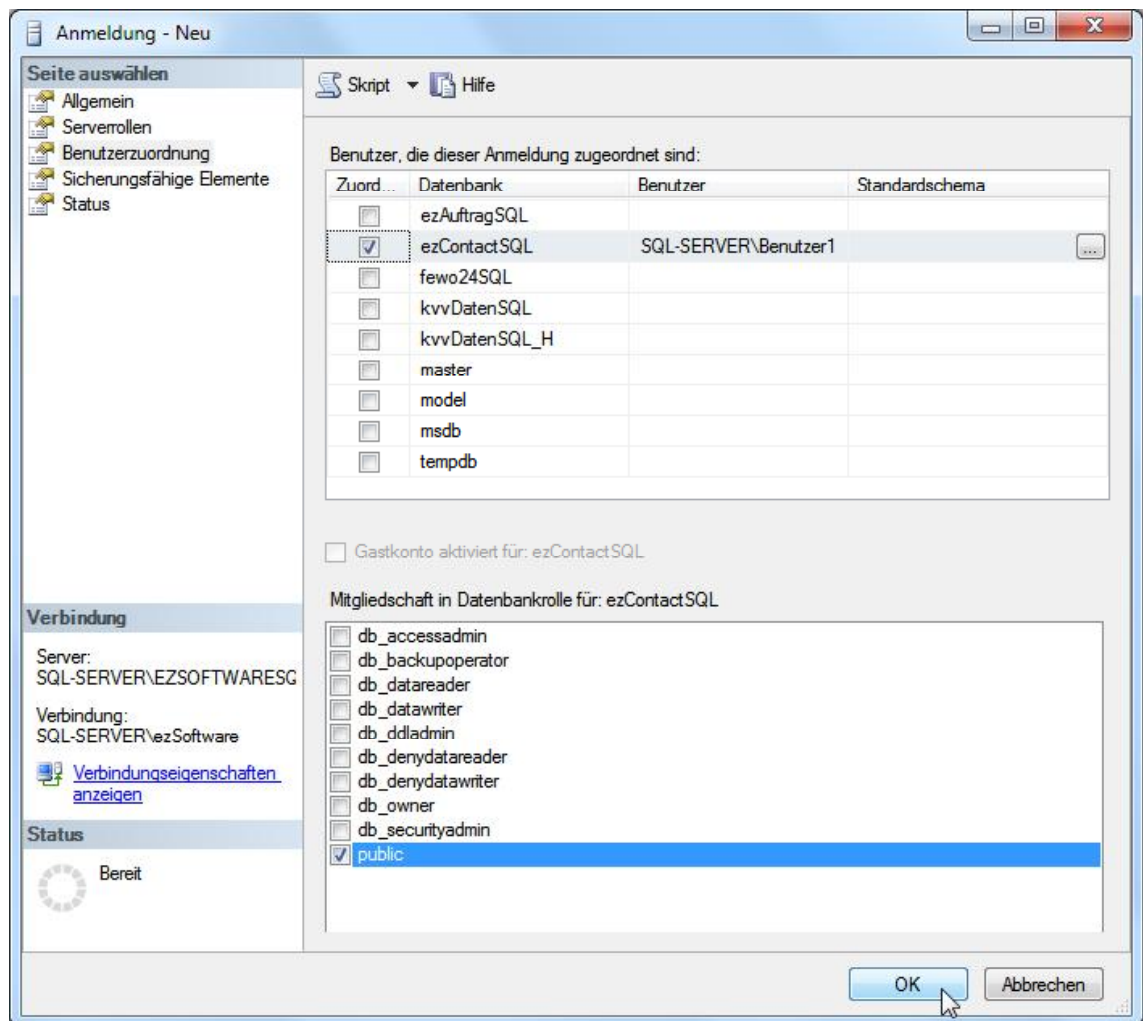 Anmeldung - Neu
Seite auswählen
Allgemein
Serverrollen
Benutzerzuordnung
Sicherungsfähige Elemente
Status
Skript
Hilfe
Benutzer, die dieser Anmeldung zugeordnet sind:
Zuord... Datenbank Benutzer Standardschema
ezAuftragSQL
ezContactSQL SQL-SERVER\Benutzer1 ...
fewo24SQL
kvvDatenSQL
kvvDatenSQL_H
master
model
msdb
tempdb
Gastkonto aktiviert für: ezContactSQL
Mitgliedschaft in Datenbankrolle für: ezContactSQL
db_accessadmin
db_backupoperator
db_datareader
db_datawriter
db_ddladmin
db_denydatareader
db_denydatawriter
db_owner
db_securityadmin
public
Verbindung
Server:
SQL-SERVER\EZSOFTWARESQ
Verbindung:
SQL-SERVER\ezSoftware
Verbindungseigenschaften
anzeigen
Status
Bereit
OK
Abbrechen